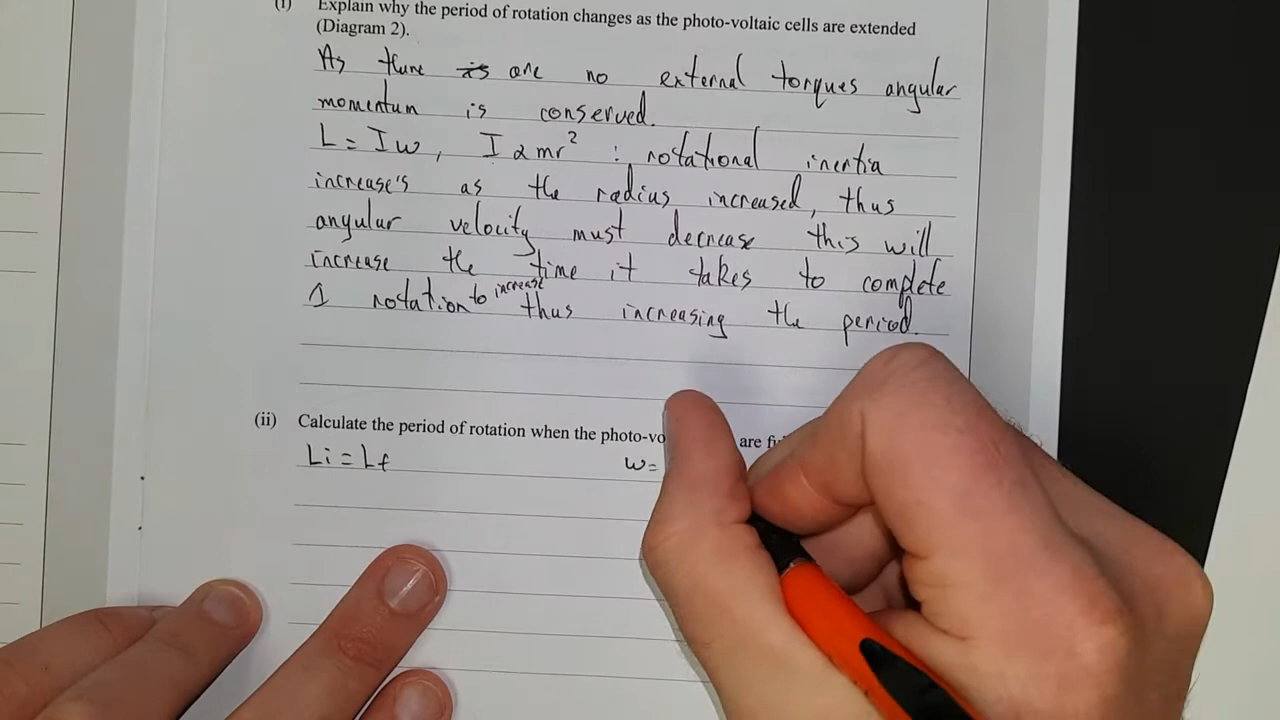 (i) Explain why the period of rotation changes as the photo-voltaic cells are extended
(Diagram 2).
As there is are no external torques angular
momentum is conserved.
L = Iω, I α mr² : rotational inertia
increase's as the radius increased, thus
angular velocity must decrease this will
increase the time it takes to complete
1 rotation to increase thus increasing the period.
(ii) Calculate the period of rotation when the photo-vo are fu
Li = Lf ω=